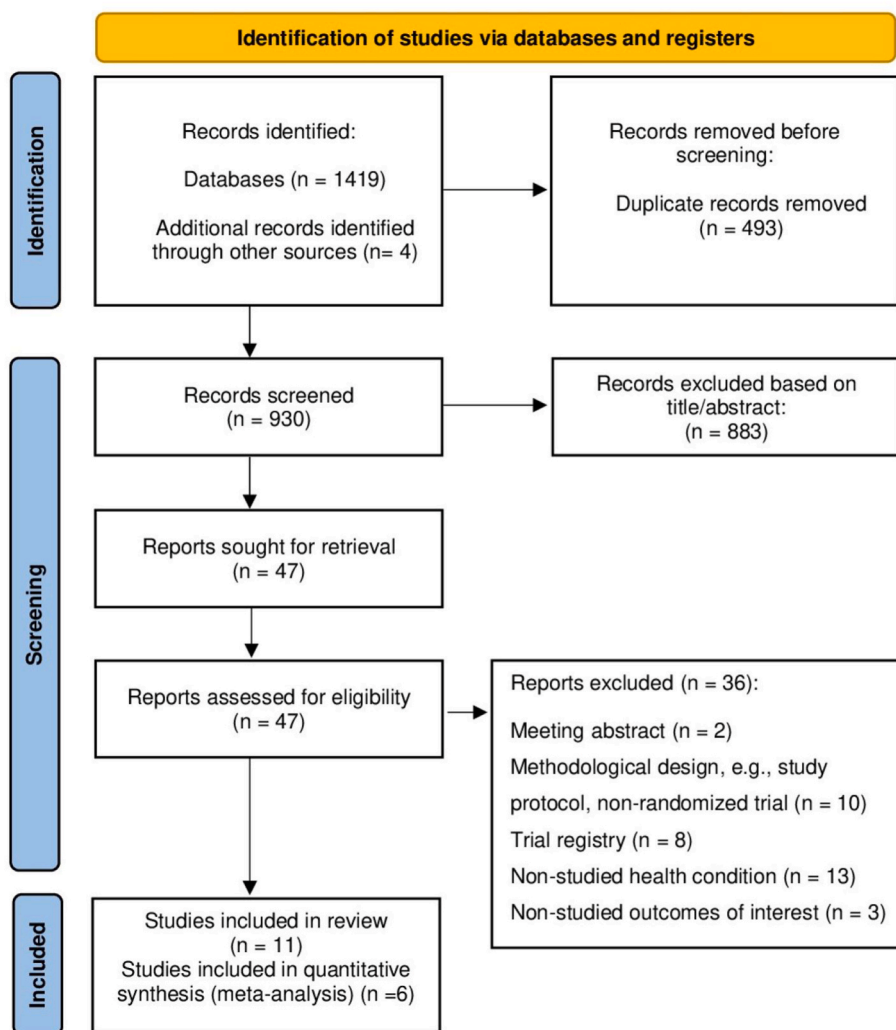 Identification of studies via databases and registers
Identification
Records identified:
Databases (n = 1419)
Additional records identified
through other sources (n= 4)
Records removed before
screening:
Duplicate records removed
(n = 493)
Screening
Records screened
(n = 930)
Records excluded based on
title/abstract:
(n = 883)
Reports sought for retrieval
(n = 47)
Reports assessed for eligibility
(n = 47)
Reports excluded (n = 36):
Meeting abstract (n = 2)
Methodological design, e.g., study
protocol, non-randomized trial (n = 10)
Trial registry (n = 8)
Non-studied health condition (n = 13)
Non-studied outcomes of interest (n = 3)
Included
Studies included in review
(n = 11)
Studies included in quantitative
synthesis (meta-analysis) (n =6)